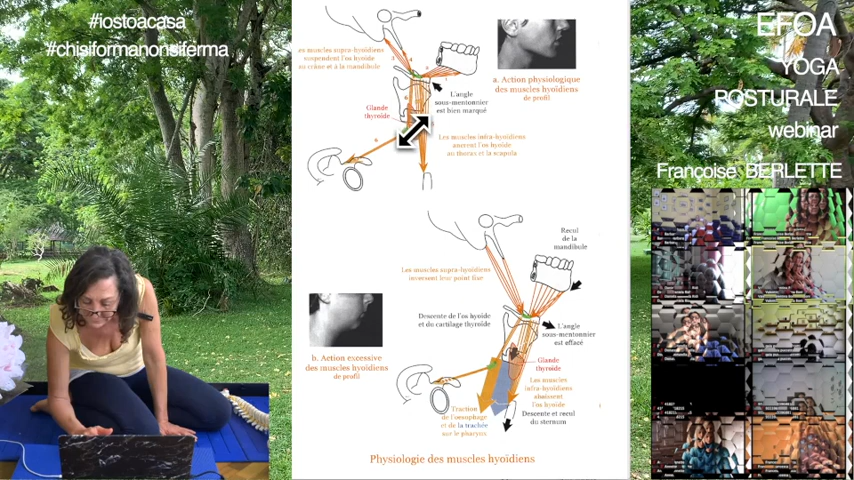 #iostoacasa
#chisiformanonsiferma
Les muscles supra-hyoïdiens
suspendent l'os hyoïde
au crâne et à la mandibule
a. Action physiologique
des muscles hyoïdiens
de profil
L'angle
sous-mentonnier
est bien marqué
Glande
thyroïde
Les muscles infra-hyoïdiens
ancrent l'os hyoïde
au thorax et la scapula
EFOA
YOGA
POSTURALE
webinar
Françoise BERLETTE
Recul
de la
mandibule
Les muscles supra-hyoïdiens
inversent leur point fixe
Descente de l'os hyoïde
et du cartilage thyroïde
L'angle
sous-mentonnier
est effacé
b. Action excessive
des muscles hyoïdiens
de profil
Glande
thyroïde
Les muscles
infra-hyoïdiens
abaissent
l'os hyoïde
Traction
de l'œsophage
et de la trachée
sur le pharynx
Descente et recul
du sternum
Physiologie des muscles hyoïdiens